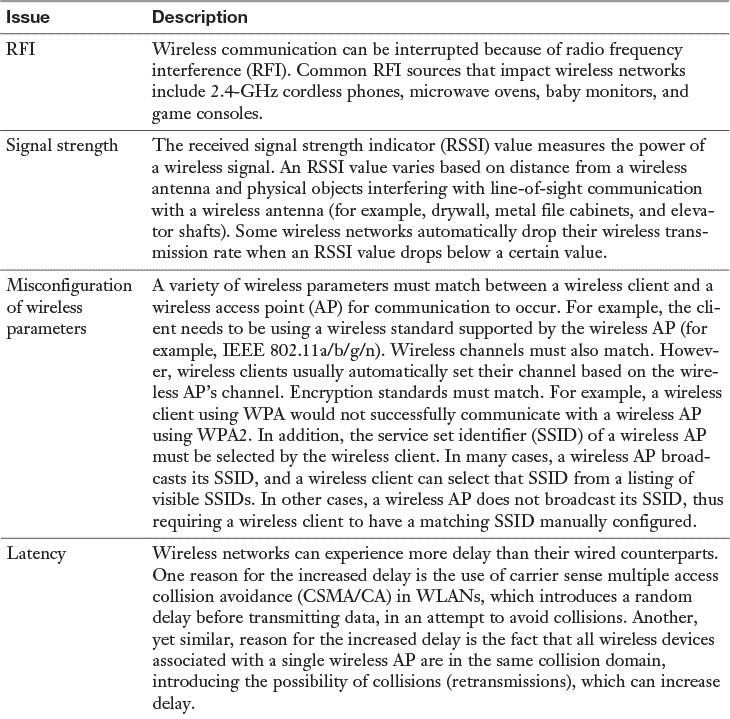 Issue Description
RFI Wireless communication can be interrupted because of radio frequency
interference (RFI). Common RFI sources that impact wireless networks
include 2.4-GHz cordless phones, microwave ovens, baby monitors, and
game consoles.
Signal strength The received signal strength indicator (RSSI) value measures the power of
a wireless signal. An RSSI value varies based on distance from a wireless
antenna and physical objects interfering with line-of-sight communication
with a wireless antenna (for example, drywall, metal file cabinets, and eleva-
tor shafts). Some wireless networks automatically drop their wireless trans-
mission rate when an RSSI value drops below a certain value.
Misconfiguration A variety of wireless parameters must match between a wireless client and a
of wireless wireless access point (AP) for communication to occur. For example, the cli-
parameters ent needs to be using a wireless standard supported by the wireless AP (for
example, IEEE 802.11a/b/g/n). Wireless channels must also match. Howev-
er, wireless clients usually automatically set their channel based on the wire-
less AP's channel. Encryption standards must match. For example, a wireless
client using WPA would not successfully communicate with a wireless AP
using WPA2. In addition, the service set identifier (SSID) of a wireless AP
must be selected by the wireless client. In many cases, a wireless AP broad-
casts its SSID, and a wireless client can select that SSID from a listing of
visible SSIDs. In other cases, a wireless AP does not broadcast its SSID, thus
requiring a wireless client to have a matching SSID manually configured.
Latency Wireless networks can experience more delay than their wired counterparts.
One reason for the increased delay is the use of carrier sense multiple access
collision avoidance (CSMA/CA) in WLANs, which introduces a random
delay before transmitting data, in an attempt to avoid collisions. Another,
yet similar, reason for the increased delay is the fact that all wireless devices
associated with a single wireless AP are in the same collision domain,
introducing the possibility of collisions (retransmissions), which can increase
delay.